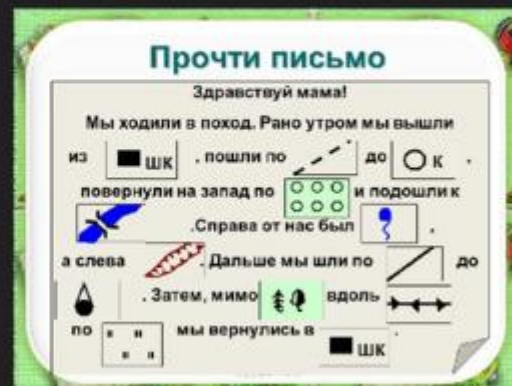 Прочти письмо
Здравствуй мама!
Мы ходили в поход. Рано утром мы вышли
из шк . пошли по до к .
повернули на запад по и подошли к
.Справа от нас был .
а слева . Дальше мы шли по до
. Затем, мимо вдоль
по мы вернулись в шк .